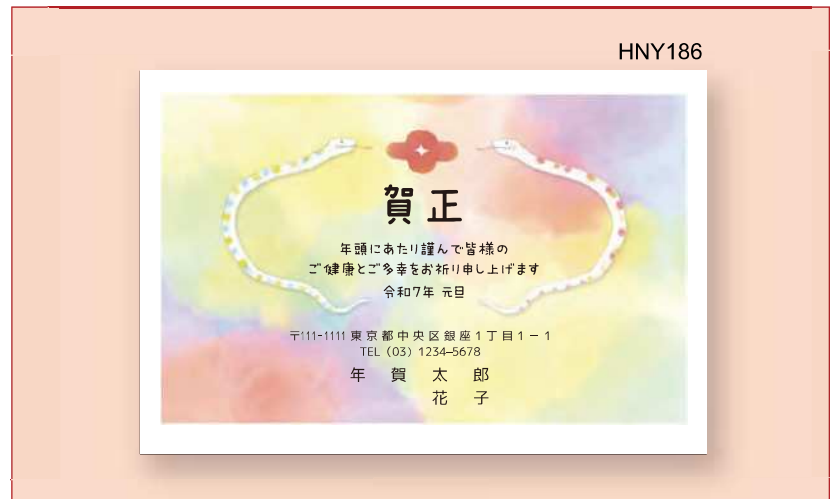 HNY186
賀正
年頭にあたり謹んで皆様の
ご健康とご多幸をお祈り申し上げます
令和7年 元旦
〒111-1111 東京都中央区銀座1丁目1－1
TEL (03) 1234–5678
年 賀 太 郎
花 子